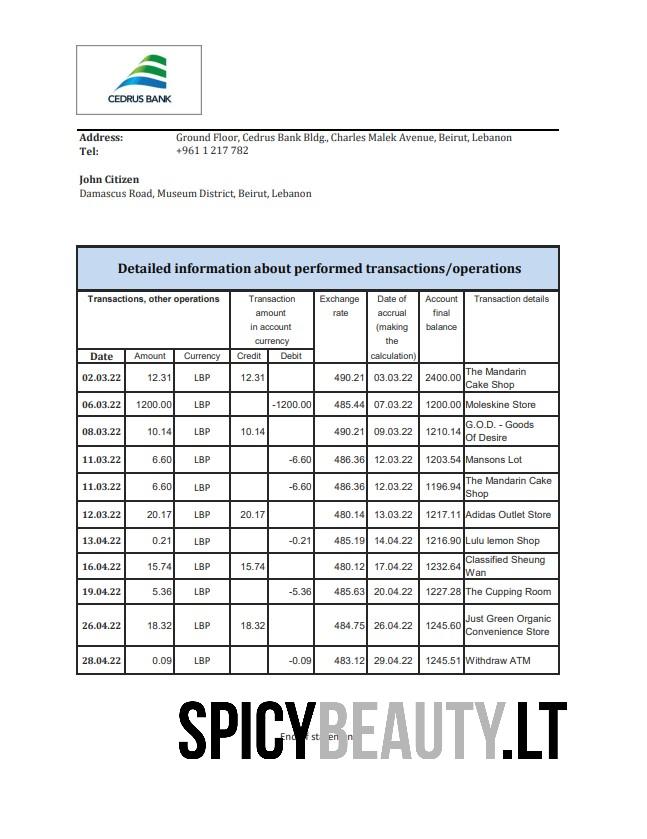 CEDRUS BANK
Address: Ground Floor, Cedrus Bank Bldg., Charles Malek Avenue, Beirut, Lebanon
Tel: +961 1 217 782
John Citizen
Damascus Road, Museum District, Beirut, Lebanon
Detailed information about performed transactions/operations
Transactions, other operations
Transaction
amount
in account
currency
Exchange
rate
Date of
accrual
(making
the
calculation)
Account
final
balance
Transaction details
Date Amount Currency Credit Debit
02.03.22 12.31 LBP 12.31 490.21 03.03.22 2400.00 The Mandarin
Cake Shop
06.03.22 1200.00 LBP -1200.00 485.44 07.03.22 1200.00 Moleskine Store
08.03.22 10.14 LBP 10.14 490.21 09.03.22 1210.14 G.O.D. - Goods
Of Desire
11.03.22 6.60 LBP -6.60 486.36 12.03.22 1203.54 Mansons Lot
11.03.22 6.60 LBP -6.60 486.36 12.03.22 1196.94 The Mandarin Cake
Shop
12.03.22 20.17 LBP 20.17 480.14 13.03.22 1217.11 Adidas Outlet Store
13.04.22 0.21 LBP -0.21 485.19 14.04.22 1216.90 Lulu lemon Shop
16.04.22 15.74 LBP 15.74 480.12 17.04.22 1232.64 Classified Sheung
Wan
19.04.22 5.36 LBP -5.36 485.63 20.04.22 1227.28 The Cupping Room
26.04.22 18.32 LBP 18.32 484.75 26.04.22 1245.60 Just Green Organic
Convenience Store
28.04.22 0.09 LBP -0.09 483.12 29.04.22 1245.51 Withdraw ATM
SPICYBEAUTY.LT